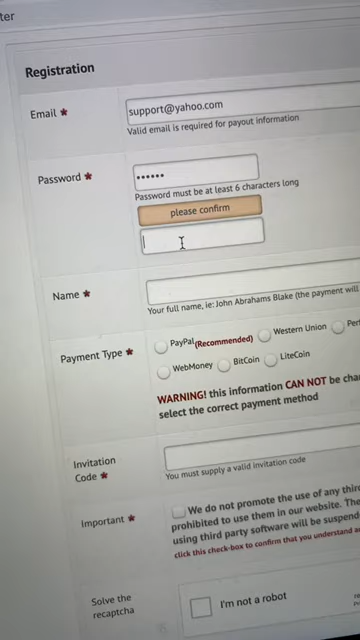 ter
Registration
Email *
support@yahoo.com
Valid email is required for payout information
Password *
••••••
Password must be at least 6 characters long
please confirm
Name *
Your full name, ie: John Abrahams Blake (the payment will
Payment Type *
PayPal(Recommended) Western Union Per
WebMoney BitCoin LiteCoin
WARNING! this information CAN NOT be cha
select the correct payment method
Invitation
Code *
You must supply a valid invitation code
Important *
We do not promote the use of any thir
prohibited to use them in our website. The
using third party software will be suspend
click this check-box to confirm that you understand a
Solve the
recaptcha
I'm not a robot
re